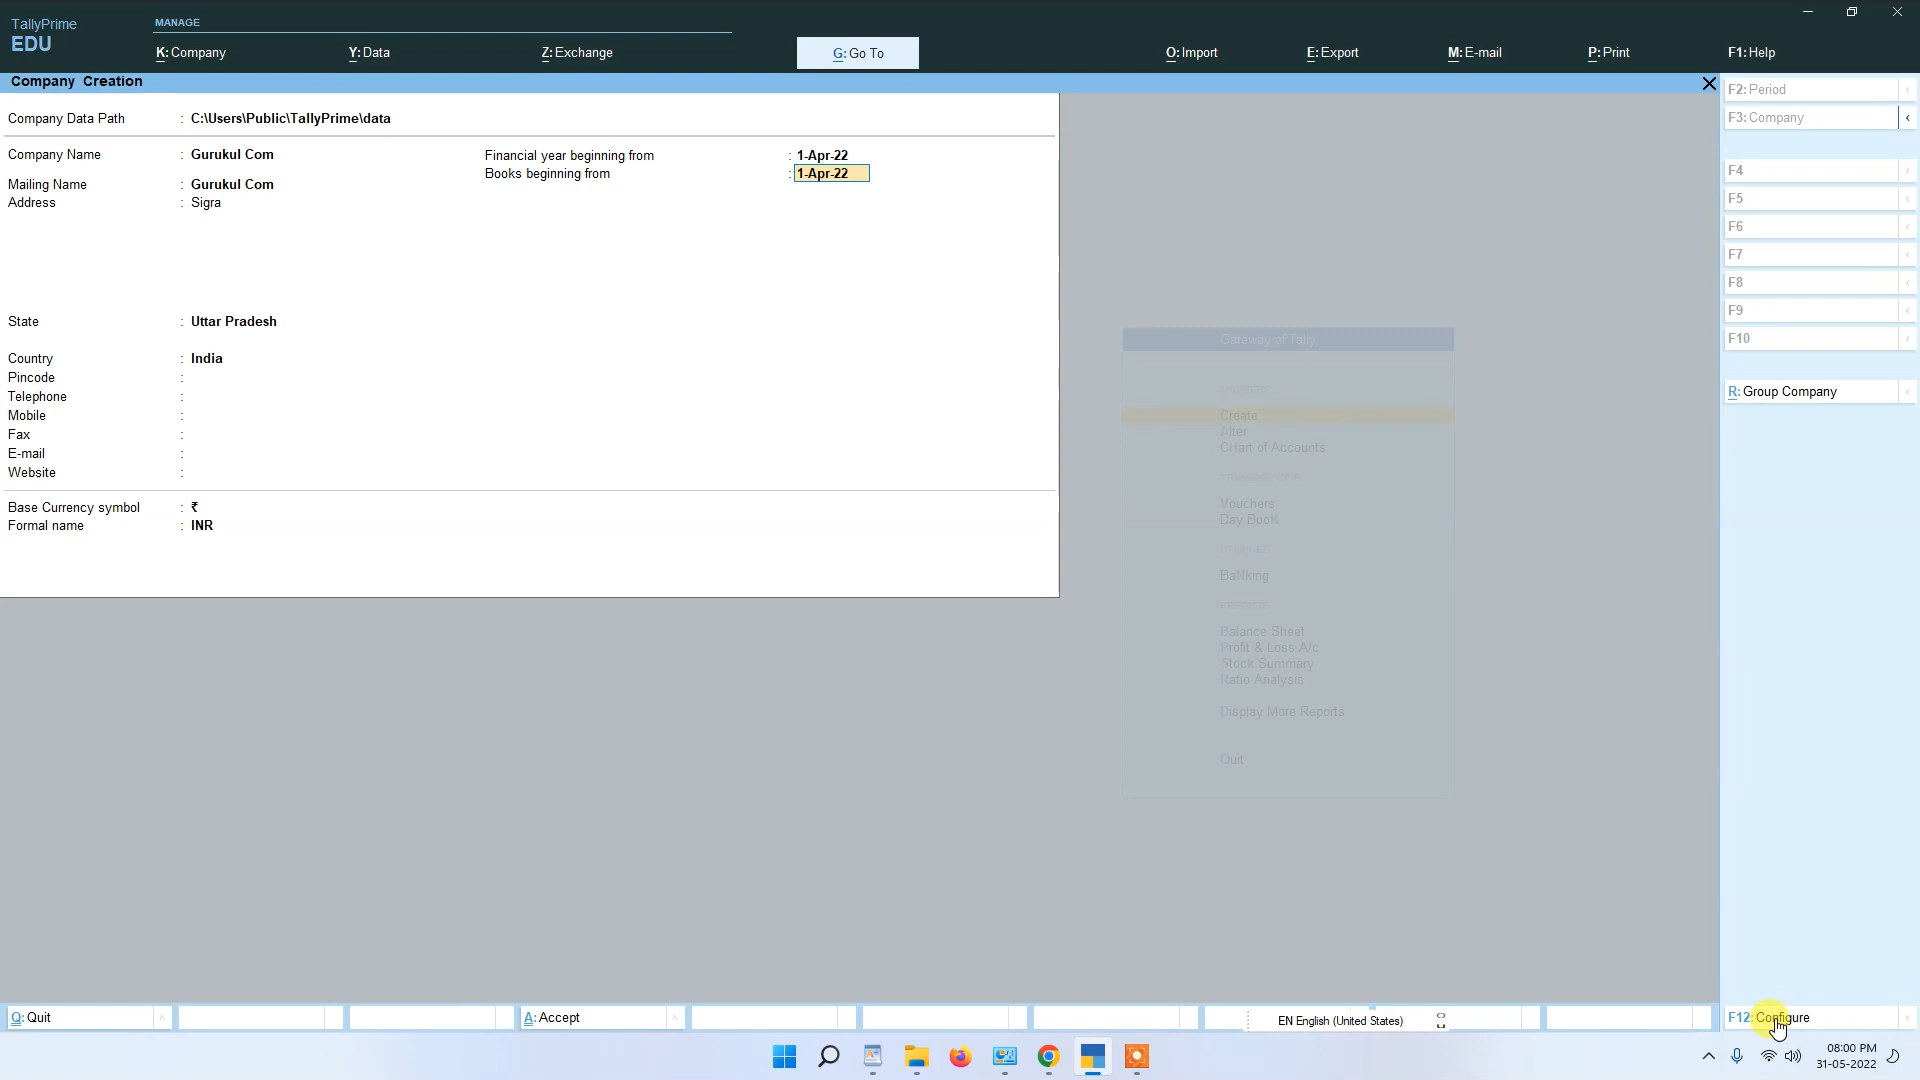 TallyPrime
EDU
MANAGE
K: Company
Y: Data
Z: Exchange
G: Go To
O: Import
E: Export
M: E-mail
P: Print
F1: Help
Company Creation
Company Data Path : C:\Users\Public\TallyPrime\data
Company Name : Gurukul Com
Financial year beginning from : 1-Apr-22
Books beginning from : 1-Apr-22
Mailing Name : Gurukul Com
Address : Sigra
State : Uttar Pradesh
Country : India
Pincode :
Telephone :
Mobile :
Fax :
E-mail :
Website :
Base Currency symbol : ₹
Formal name : INR
Gateway of Tally
Create
Alter
CHart of Accounts
Vouchers
Day BooK
BaNking
Balance Sheet
Profit & Loss A/c
Stock Summary
Ratio Analysis
Display More Reports
Quit
F2: Period
F3: Company
F4
F5
F6
F7
F8
F9
F10
R: Group Company
F12: Configure
Q: Quit
A: Accept
EN English (United States)
08:00 PM
31-05-2022